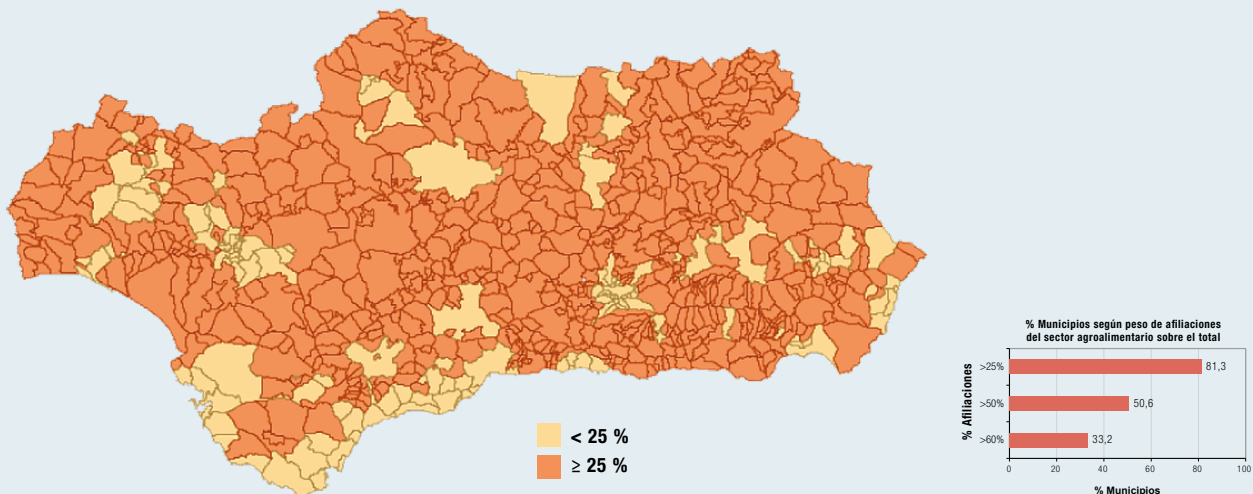 < 25 %
≥ 25 %
% Municipios según peso de afiliaciones
del sector agroalimentario sobre el total
% Afiliaciones
>25%
81,3
>50%
50,6
>60%
33,2
0
20
40
60
80
100
% Municipios